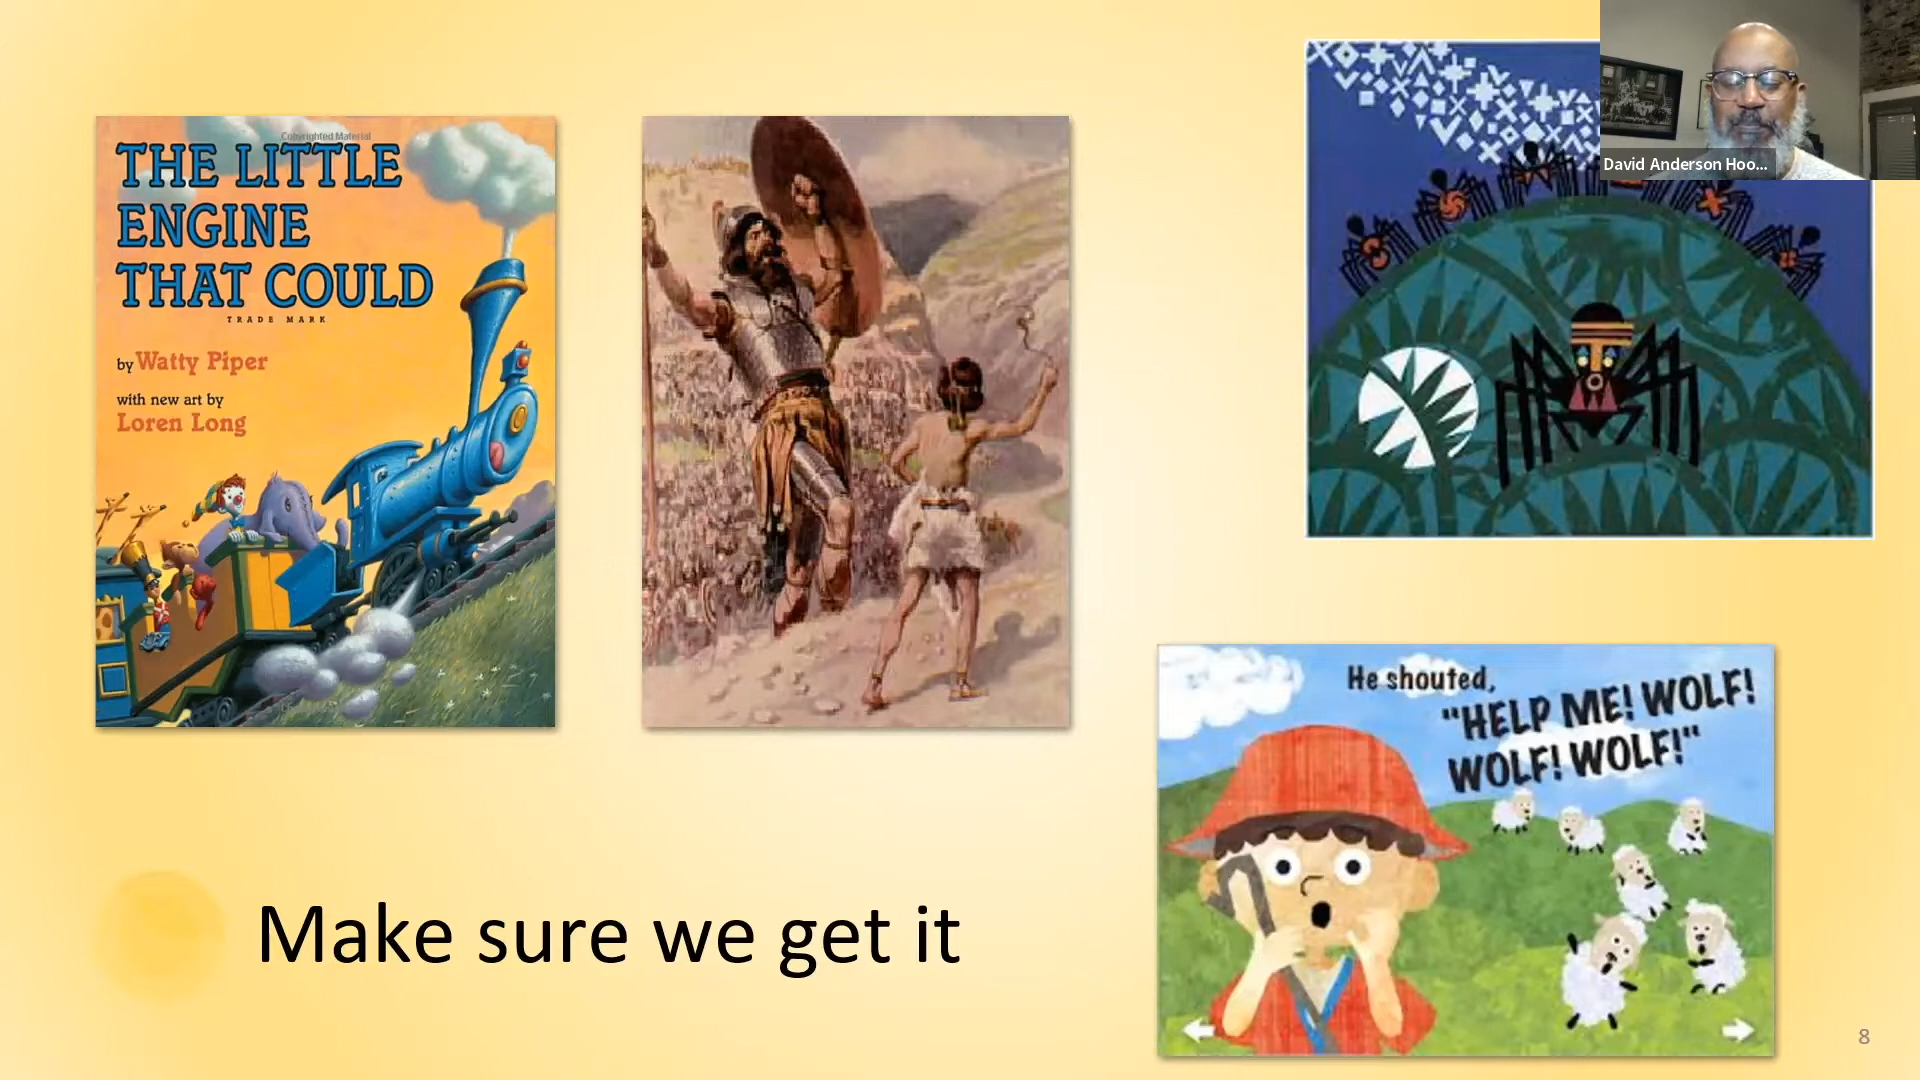 Copyrighted Material
THE LITTLE
ENGINE
THAT COULD
TRADE MARK
by Watty Piper
with new art by
Loren Long
David Anderson Hoo...
He shouted,
"HELP ME! WOLF!
WOLF! WOLF!"
Make sure we get it
8